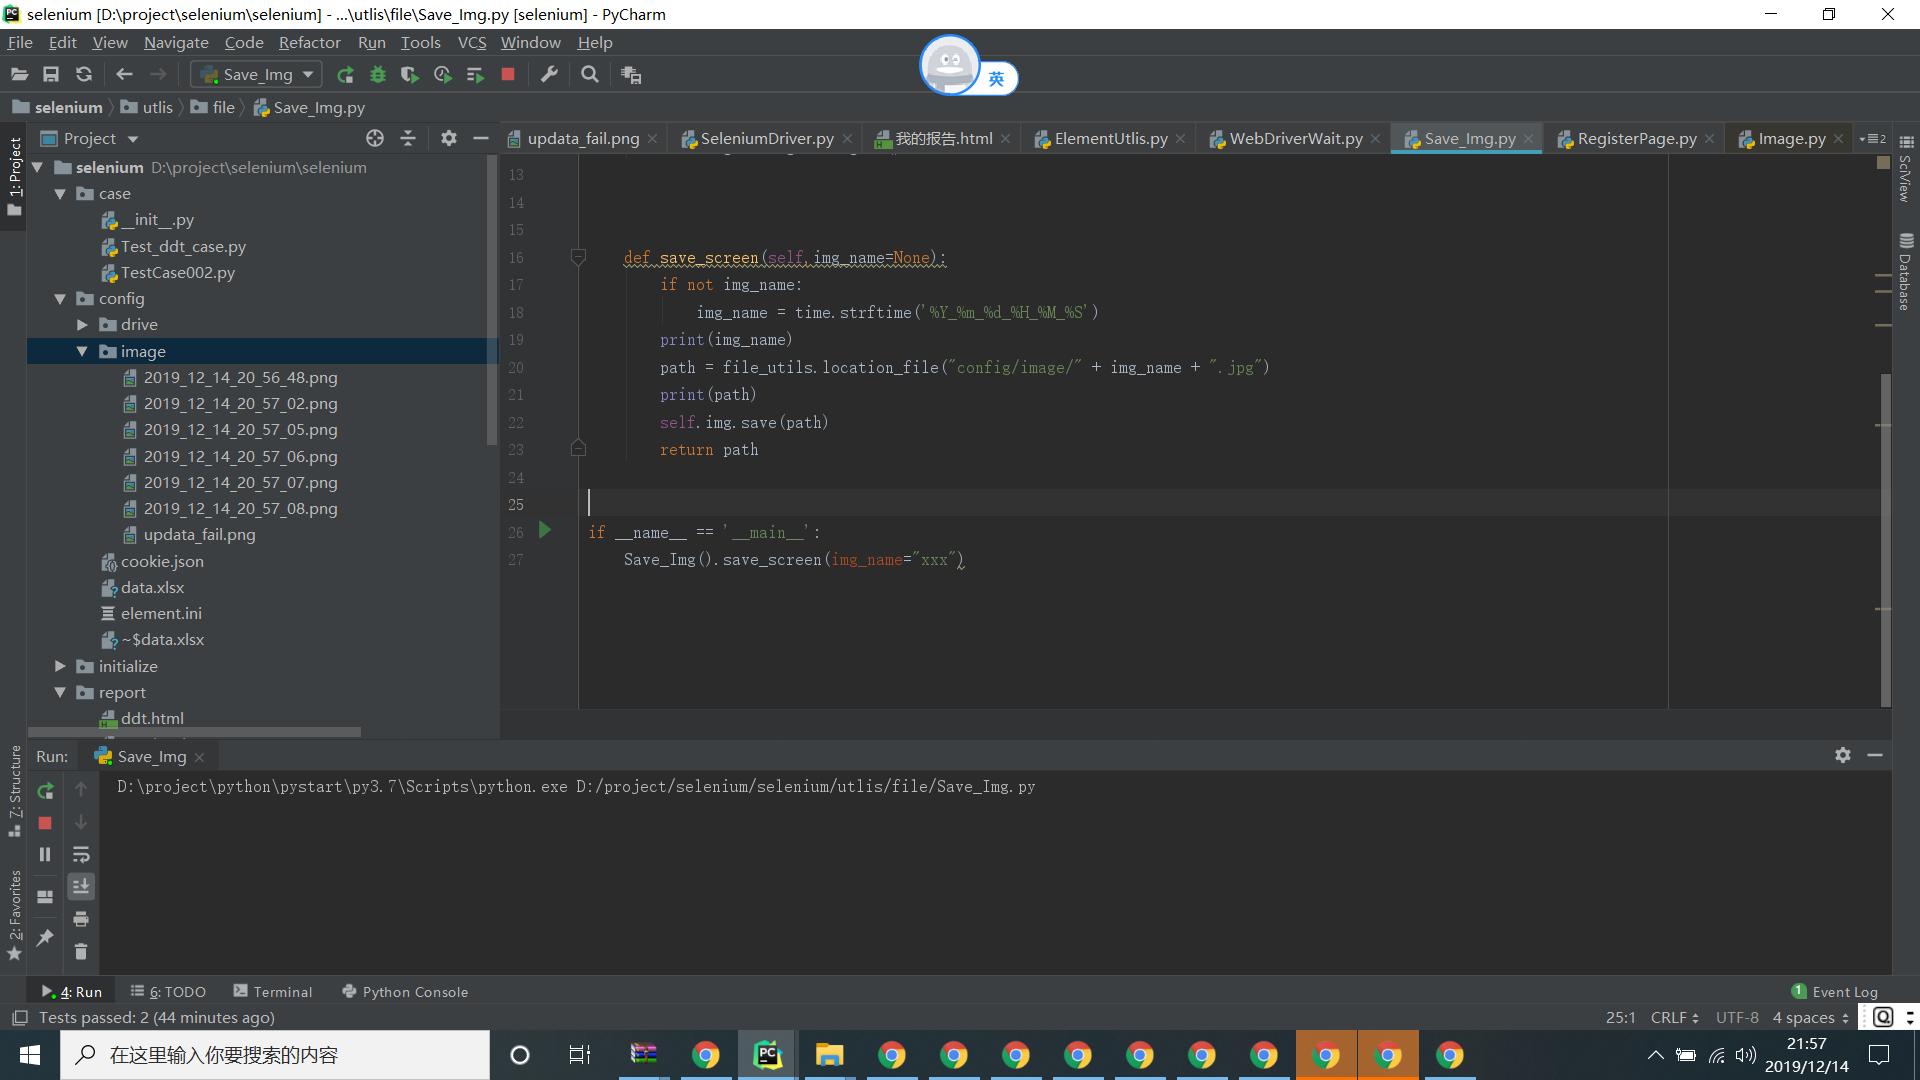 selenium [D:\project\selenium\selenium] - ...\utlis\file\Save_Img.py [selenium] - PyCharm
File Edit View Navigate Code Refactor Run Tools VCS Window Help
Save_Img
英
selenium utlis file Save_Img.py
Project
updata_fail.png SeleniumDriver.py 我的报告.html ElementUtlis.py WebDriverWait.py Save_Img.py RegisterPage.py Image.py 2
1: Project
7: Structure
2: Favorites
SciView
Database
selenium D:\project\selenium\selenium
case
__init__.py
Test_ddt_case.py
TestCase002.py
config
drive
image
2019_12_14_20_56_48.png
2019_12_14_20_57_02.png
2019_12_14_20_57_05.png
2019_12_14_20_57_06.png
2019_12_14_20_57_07.png
2019_12_14_20_57_08.png
updata_fail.png
cookie.json
data.xlsx
element.ini
~$data.xlsx
initialize
report
ddt.html
13
14
15
16 def save_screen(self,img_name=None):
17 if not img_name:
18 img_name = time.strftime('%Y_%m_%d_%H_%M_%S')
19 print(img_name)
20 path = file_utils.location_file("config/image/" + img_name + ".jpg")
21 print(path)
22 self.img.save(path)
23 return path
24
25
26 if __name__ == '__main__':
27 Save_Img().save_screen(img_name="xxx")
Run: Save_Img
D:\project\python\pystart\py3.7\Scripts\python.exe D:/project/selenium/selenium/utlis/file/Save_Img.py
4: Run 6: TODO Terminal Python Console 1 Event Log
Tests passed: 2 (44 minutes ago) 25:1 CRLF UTF-8 4 spaces
在这里输入你要搜索的内容
21:57
2019/12/14